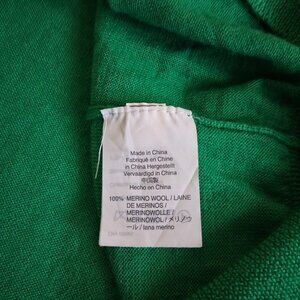 Made in China
Fabriqué en Chine
in China Hergestellt
Vervaardigd in China
中国製
Hecho en China
100% MERINO WOOL / LAINE
DE MERINOS /
MERINOWOLLE /
MERINOWOL / メリノウ
ール / lana merino